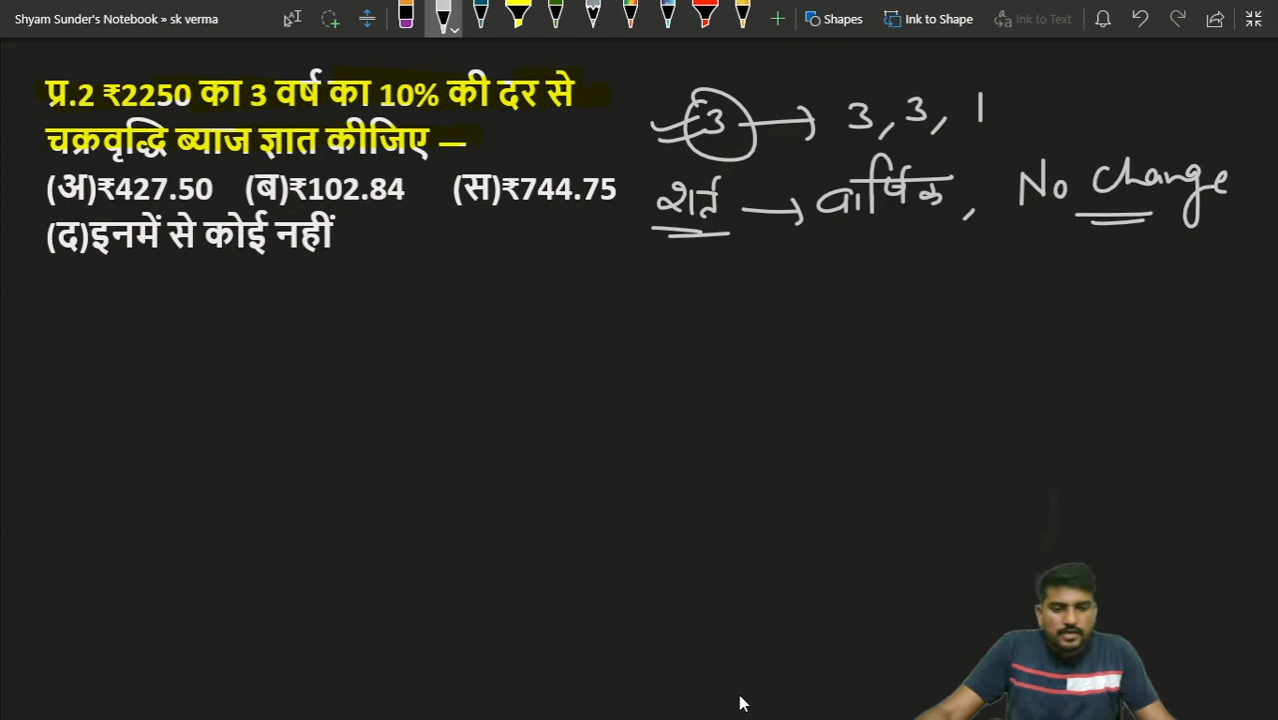 Shyam Sunder's Notebook » sk verma
Shapes Ink to Shape Ink to Text
प्र.2 ₹2250 का 3 वर्ष का 10% की दर से
चक्रवृद्धि ब्याज ज्ञात कीजिए —
(अ)₹427.50 (ब)₹102.84 (स)₹744.75
(द)इनमें से कोई नहीं
3 → 3, 3, 1
शर्त → वार्षिक, No Change